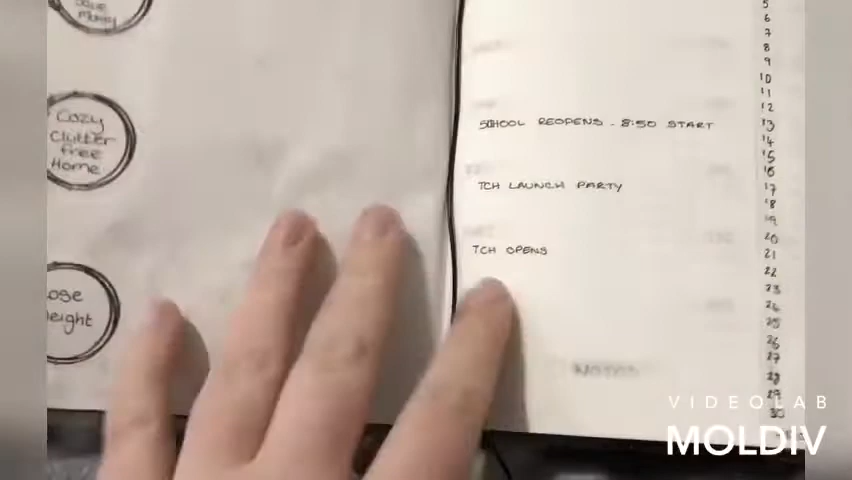 Save
Money
Cozy
Clutter
free
Home
ose
eight
SCHOOL REOPENS - 8:50 START
TCH LAUNCH PARTY
TCH OPENS
5
6
7
8
9
10
11
12
13
14
15
16
17
18
19
20
21
22
23
24
25
26
27
28
29
30
VIDEOLAB
MOLDIV